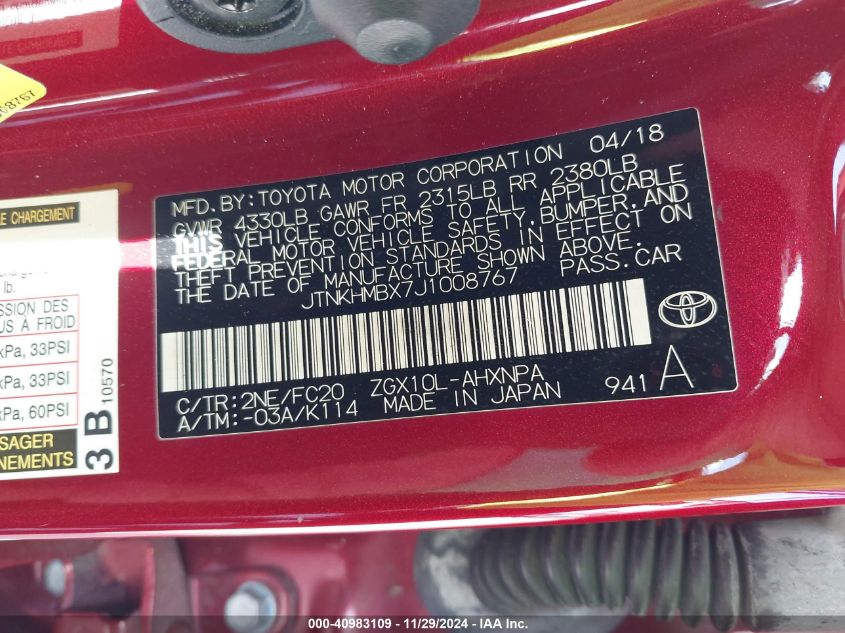 08767
LE CHARGEMENT
lb.
SSION DES
US À FROID
kPa, 33PSI
kPa, 33PSI
kPa, 60PSI
SAGER
NEMENTS
3 B 10570
MFD. BY: TOYOTA MOTOR CORPORATION 04/18
GVWR 4330LB GAWR FR 2315LB RR 2380LB
THIS VEHICLE CONFORMS TO ALL APPLICABLE
FEDERAL MOTOR VEHICLE SAFETY, BUMPER, AND
THEFT PREVENTION STANDARDS IN EFFECT ON
THE DATE OF MANUFACTURE SHOWN ABOVE.
JTNKHMBX7J1008767 PASS. CAR
C/TR: 2NE/FC20 ZGX10L-AHXNPA
A/TM: -03A/K114 MADE IN JAPAN 941 A
000-40983109 - 11/29/2024 - IAA, Inc.